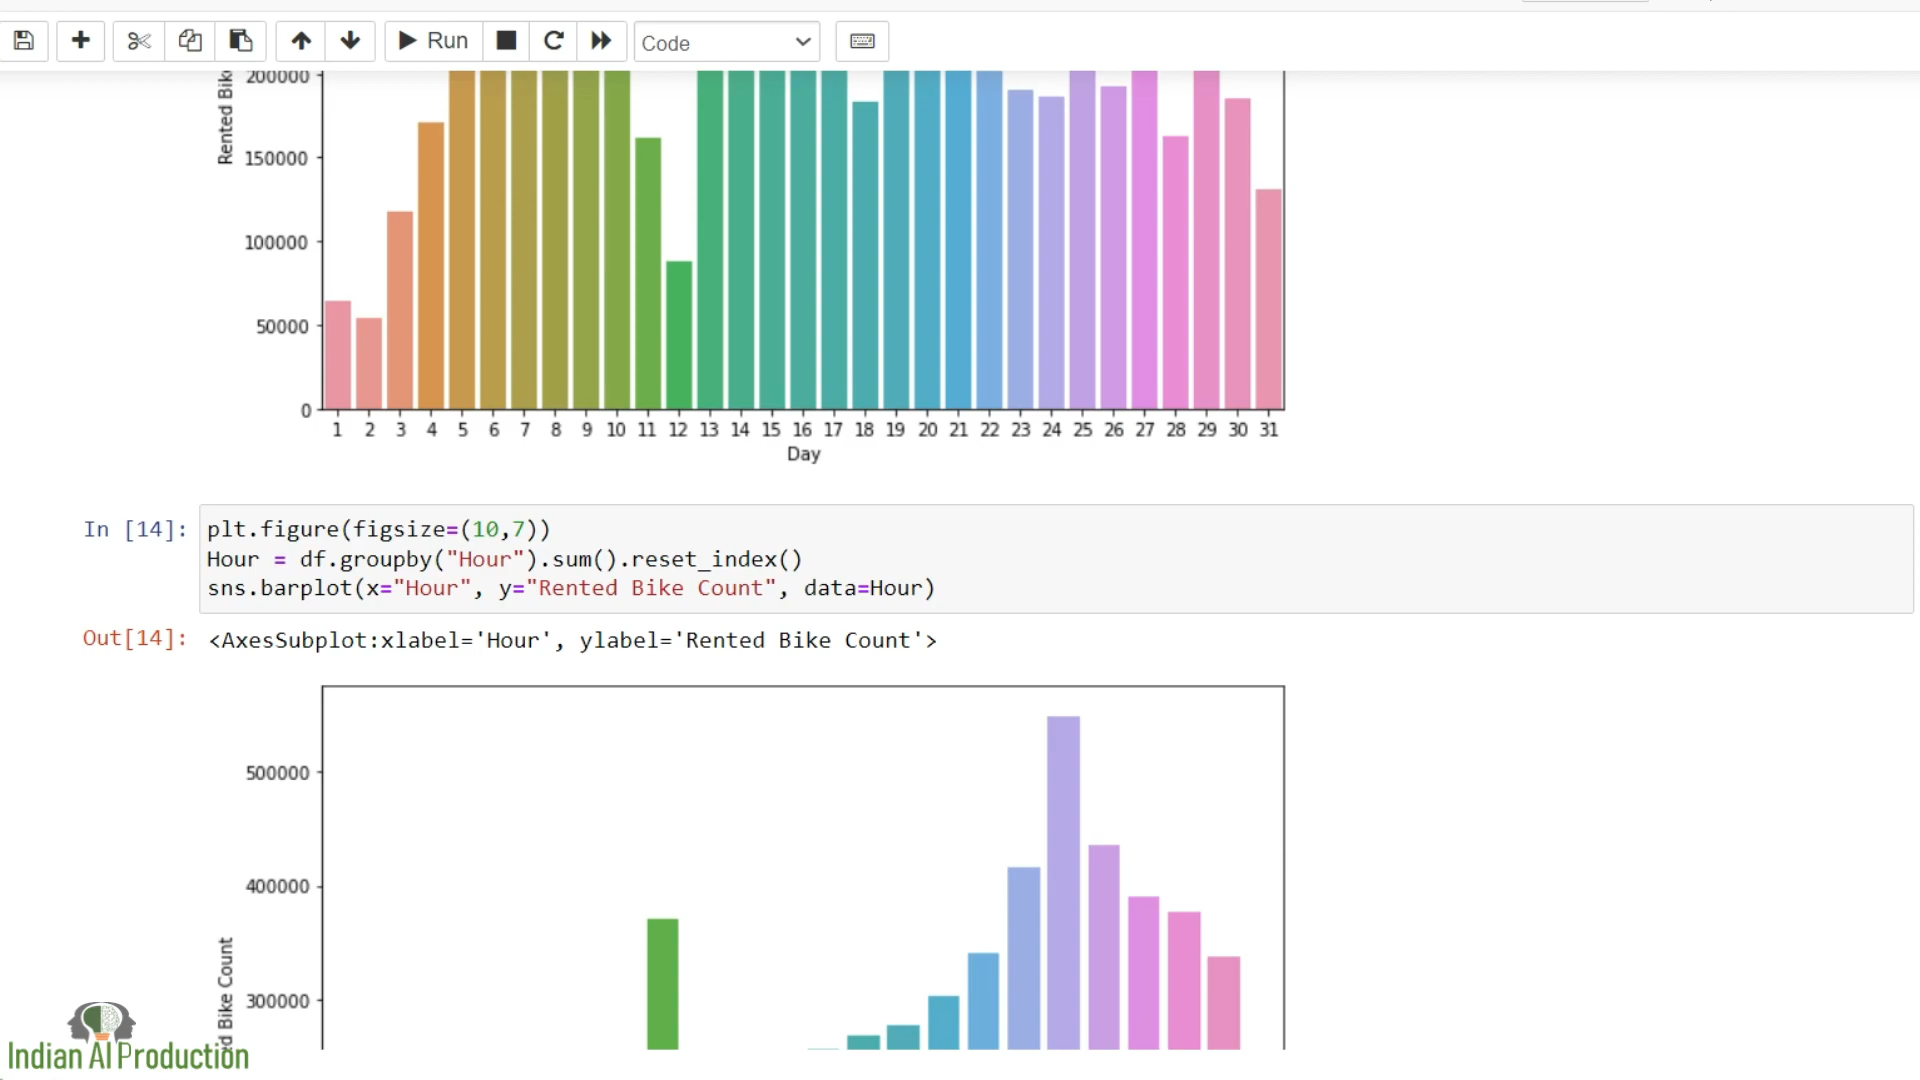 Run
Code
200000
Rented Bik
150000
100000
50000
0
1 2 3 4 5 6 7 8 9 10 11 12 13 14 15 16 17 18 19 20 21 22 23 24 25 26 27 28 29 30 31
Day
In [14]: plt.figure(figsize=(10,7))
Hour = df.groupby("Hour").sum().reset_index()
sns.barplot(x="Hour", y="Rented Bike Count", data=Hour)
Out[14]: <AxesSubplot:xlabel='Hour', ylabel='Rented Bike Count'>
500000
400000
300000
ed Bike Count
Indian AI Production